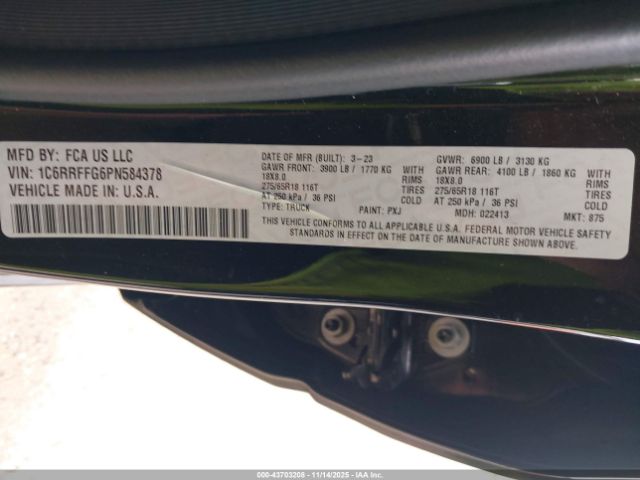 MFD BY: FCA US LLC
VIN: 1C6RRFFG6PN584378
VEHICLE MADE IN: U.S.A.
DATE OF MFR (BUILT): 3-23
GAWR FRONT: 3900 LB / 1770 KG WITH
18X8.0 RIMS
275/65R18 116T TIRES
AT 250 kPa / 36 PSI COLD
TYPE: TRUCK PAINT: PXJ
GVWR: 6900 LB / 3130 KG
GAWR REAR: 4100 LB / 1860 KG WITH
18X8.0 RIMS
275/65R18 116T TIRES
AT 250 kPa / 36 PSI COLD
MDH: 022413 MKT: 875
THIS VEHICLE CONFORMS TO ALL APPLICABLE U.S.A. FEDERAL MOTOR VEHICLE SAFETY
STANDARDS IN EFFECT ON THE DATE OF MANUFACTURE SHOWN ABOVE.
000-43703208 - 11/14/2025 - IAAI.COM